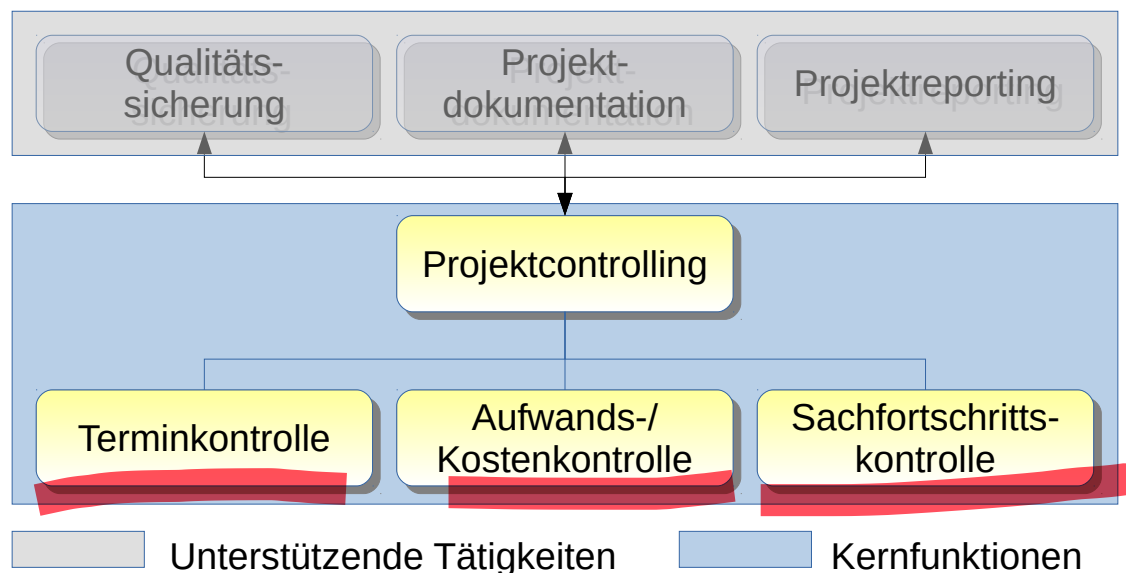 Qualitäts-
sicherung
Projekt-
dokumentation
Projektreporting
Projektcontrolling
Terminkontrolle
Aufwands-/
Kostenkontrolle
Sachfortschritts-
kontrolle
Unterstützende Tätigkeiten
Kernfunktionen